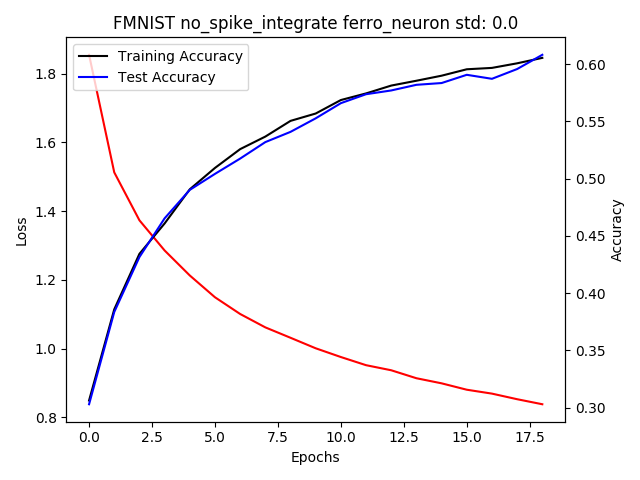 FMNIST no_spike_integrate ferro_neuron std: 0.0
Training Accuracy
Test Accuracy
1.8
1.6
1.4
1.2
1.0
0.8
Loss
0.60
0.55
0.50
0.45
0.40
0.35
0.30
Accuracy
0.0 2.5 5.0 7.5 10.0 12.5 15.0 17.5
Epochs